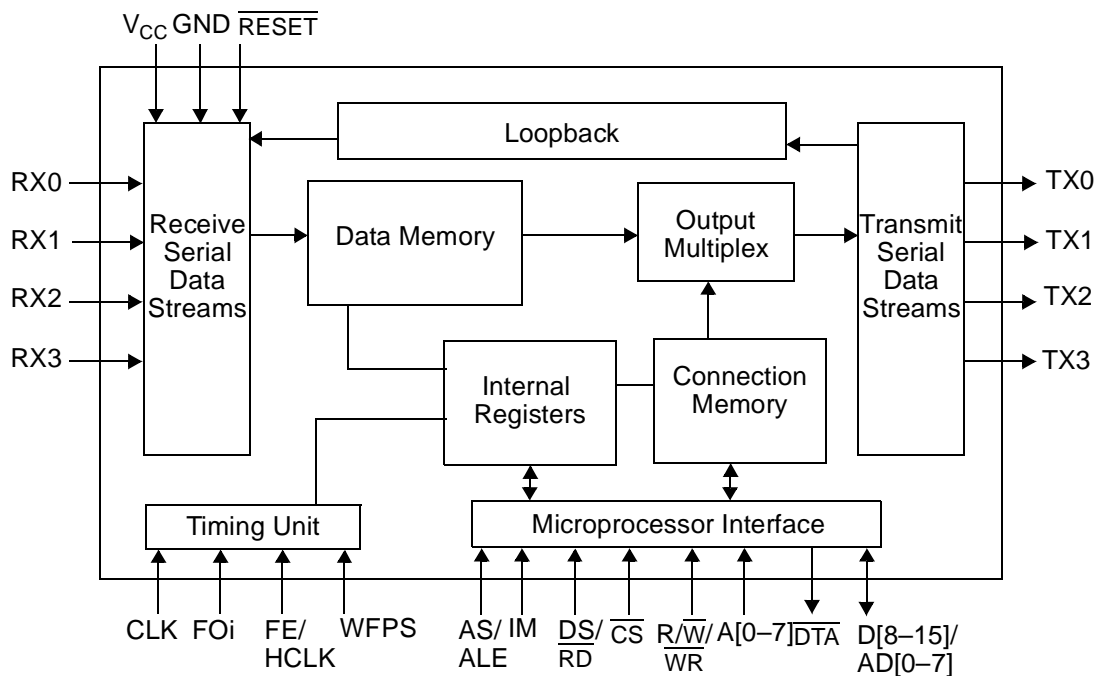 VCC GND RESET
Loopback
RX0
RX1
RX2
RX3
Receive
Serial
Data
Streams
Data Memory
Output
Multiplex
Transmit
Serial
Data
Streams
TX0
TX1
TX2
TX3
Internal
Registers
Connection
Memory
Timing Unit
Microprocessor Interface
CLK
FOi
FE/
HCLK
WFPS
AS/
ALE
IM
DS/
RD
CS
R/W/
WR
A[0–7]
DTA
D[8–15]/
AD[0–7]